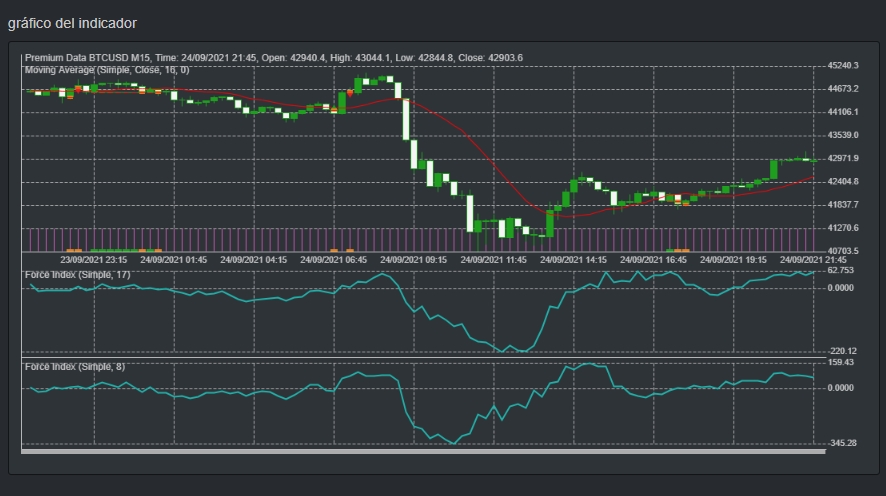 gráfico del indicador
Premium Data BTCUSD M15, Time: 24/09/2021 21:45, Open: 42940.4, High: 43044.1, Low: 42844.8, Close: 42903.6
Moving Average (Simple, Close, 16, 0)
45240.3
44673.2
44106.1
43539.0
42971.9
42404.8
41837.7
41270.6
40703.5
23/09/2021 23:15 24/09/2021 01:45 24/09/2021 04:15 24/09/2021 06:45 24/09/2021 09:15 24/09/2021 11:45 24/09/2021 14:15 24/09/2021 16:45 24/09/2021 19:15 24/09/2021 21:45
Force Index (Simple, 17)
62.753
0.0000
-220.12
Force Index (Simple, 8)
159.43
0.0000
-345.28